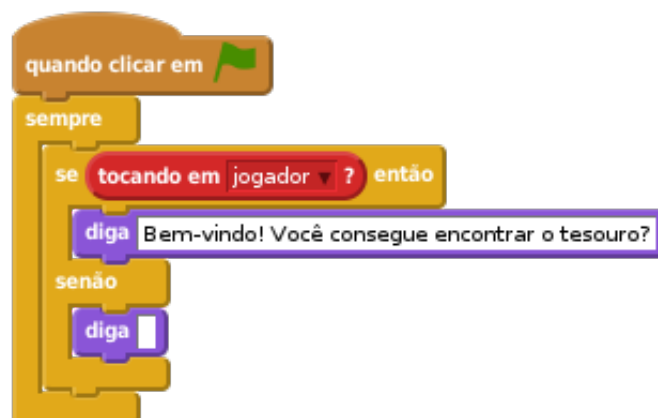 quando clicar em
sempre
se tocando em jogador ? então
diga Bem-vindo! Você consegue encontrar o tesouro?
senão
diga